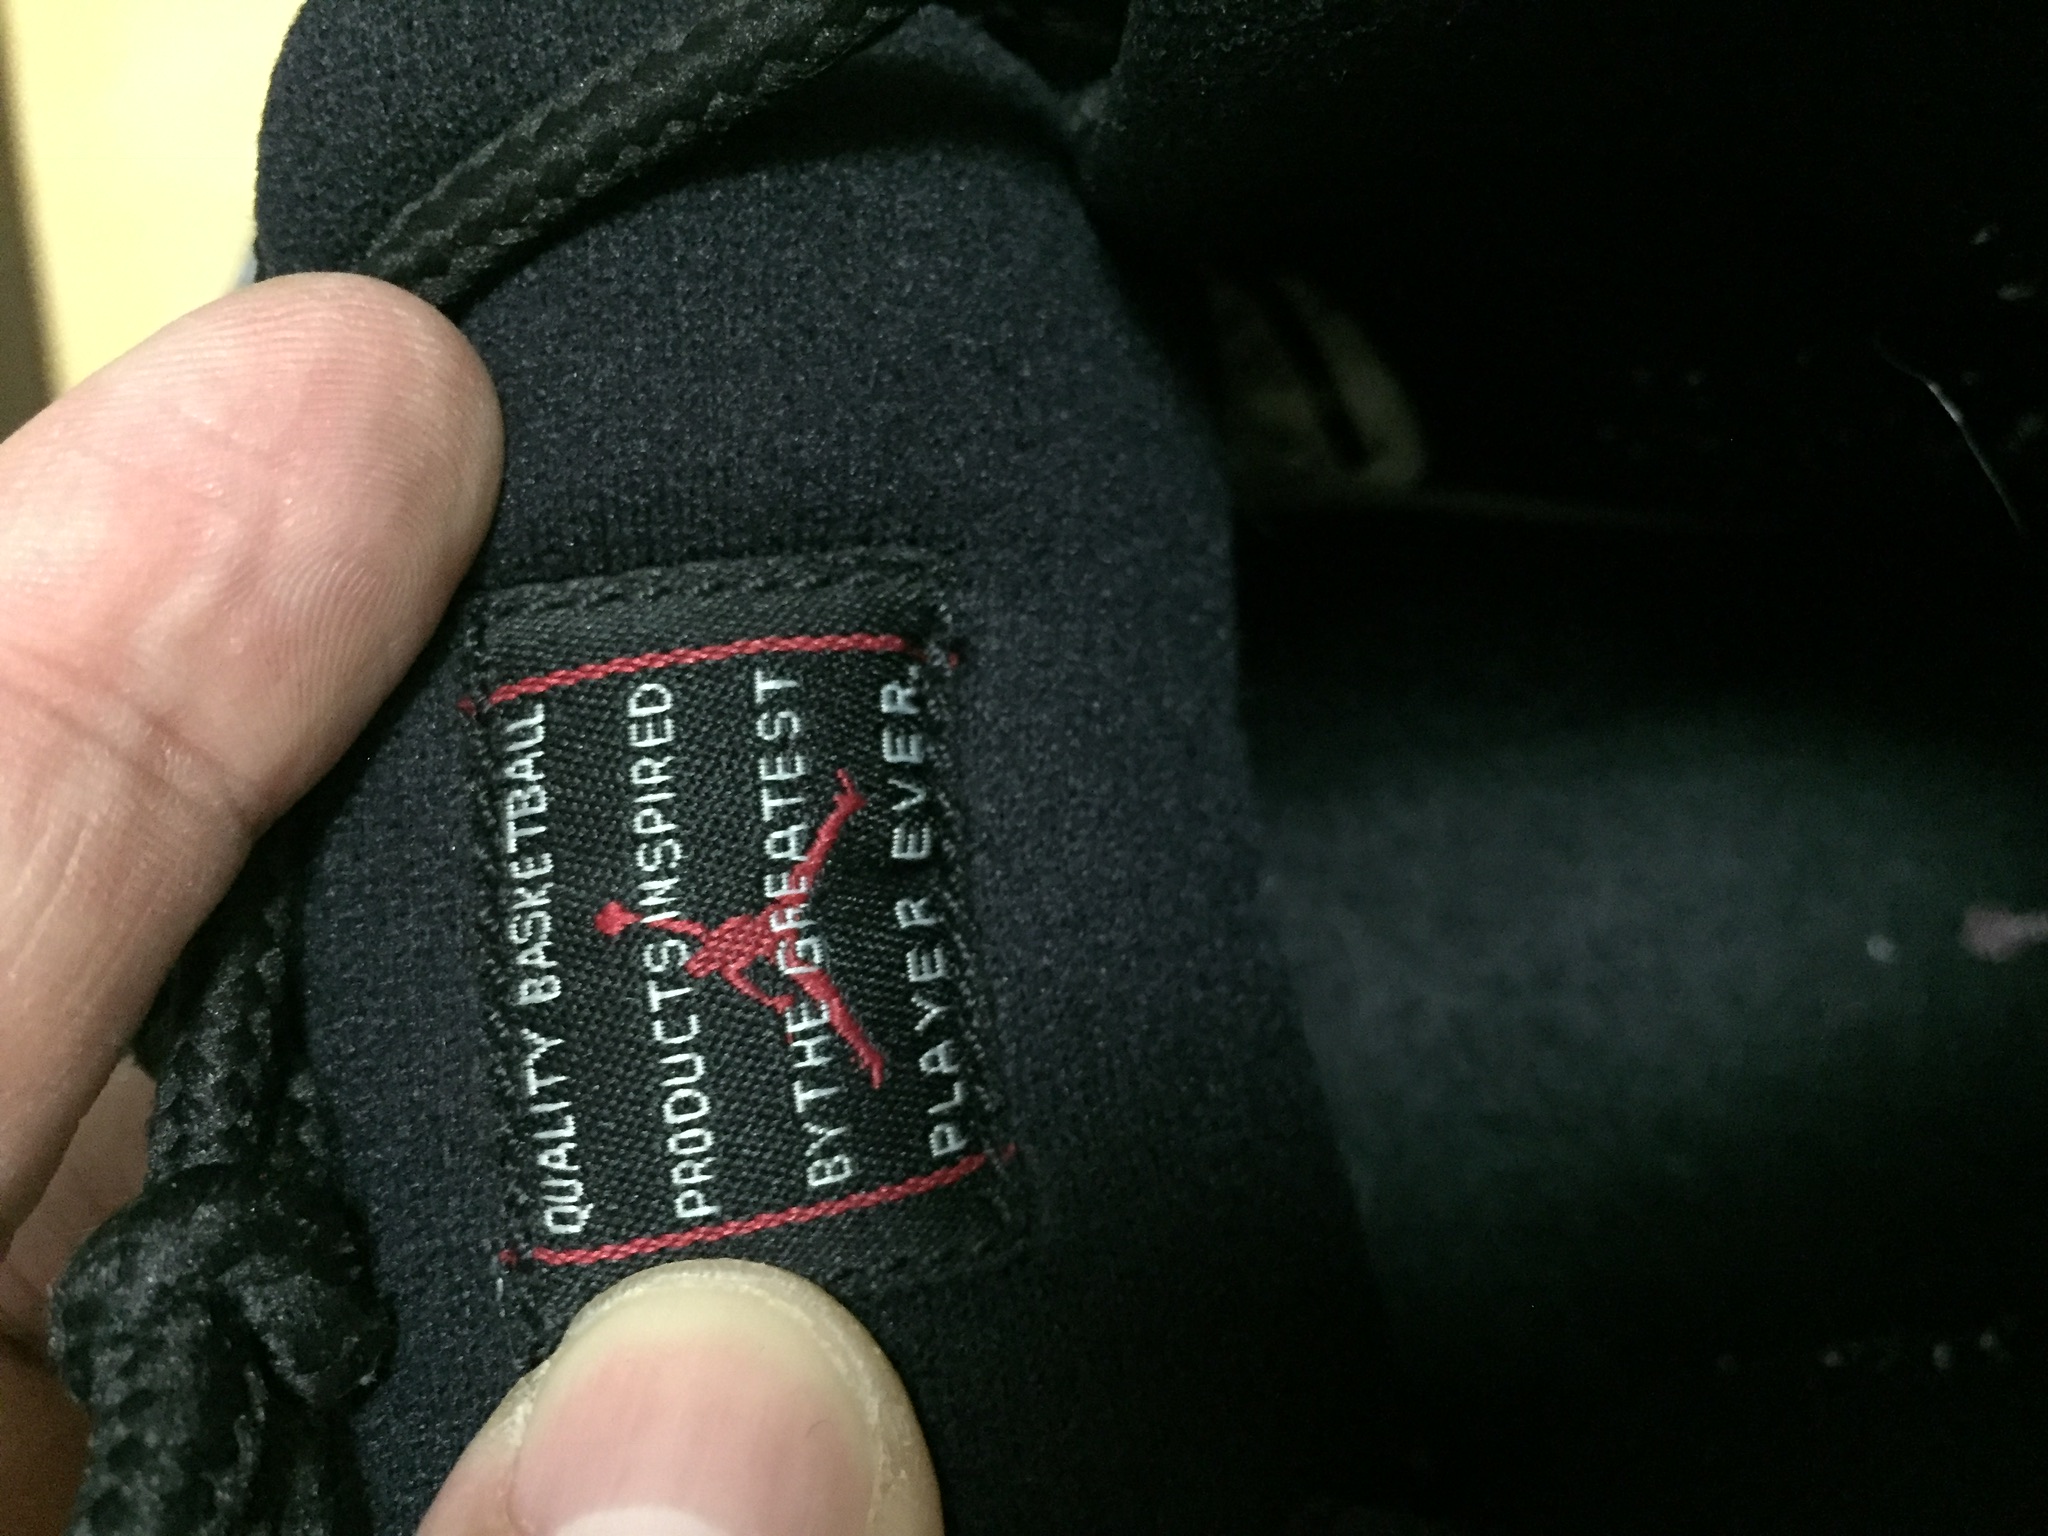 QUALITY BASKETBALL
PRODUCTS INSPIRED
BY THE GREATEST
PLAYER EVER.